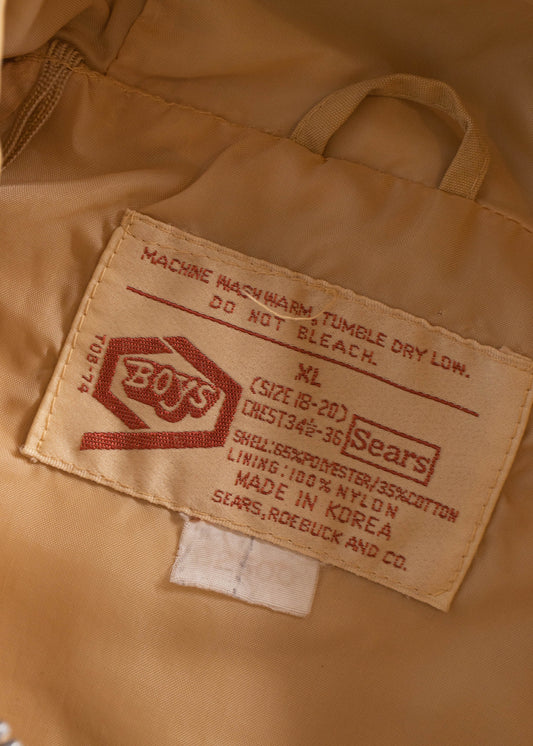 MACHINE WASH WARM, TUMBLE DRY LOW.
DO NOT BLEACH.
TOB-74
BOYS
XL
(SIZE 18-20)
CHEST 34½-36
Sears
SHELL: 65% POLYESTER/35% COTTON
LINING: 100% NYLON
MADE IN KOREA
SEARS, ROEBUCK AND CO.